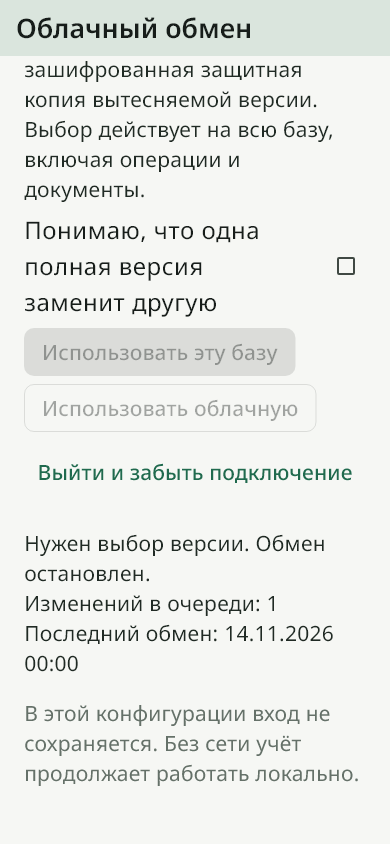 Облачный обмен
зашифрованная защитная
копия вытесняемой версии.
Выбор действует на всю базу,
включая операции и
документы.
Понимаю, что одна
полная версия
заменит другую
Использовать эту базу
Использовать облачную
Выйти и забыть подключение
Нужен выбор версии. Обмен
остановлен.
Изменений в очереди: 1
Последний обмен: 14.11.2026
00:00
В этой конфигурации вход не
сохраняется. Без сети учёт
продолжает работать локально.